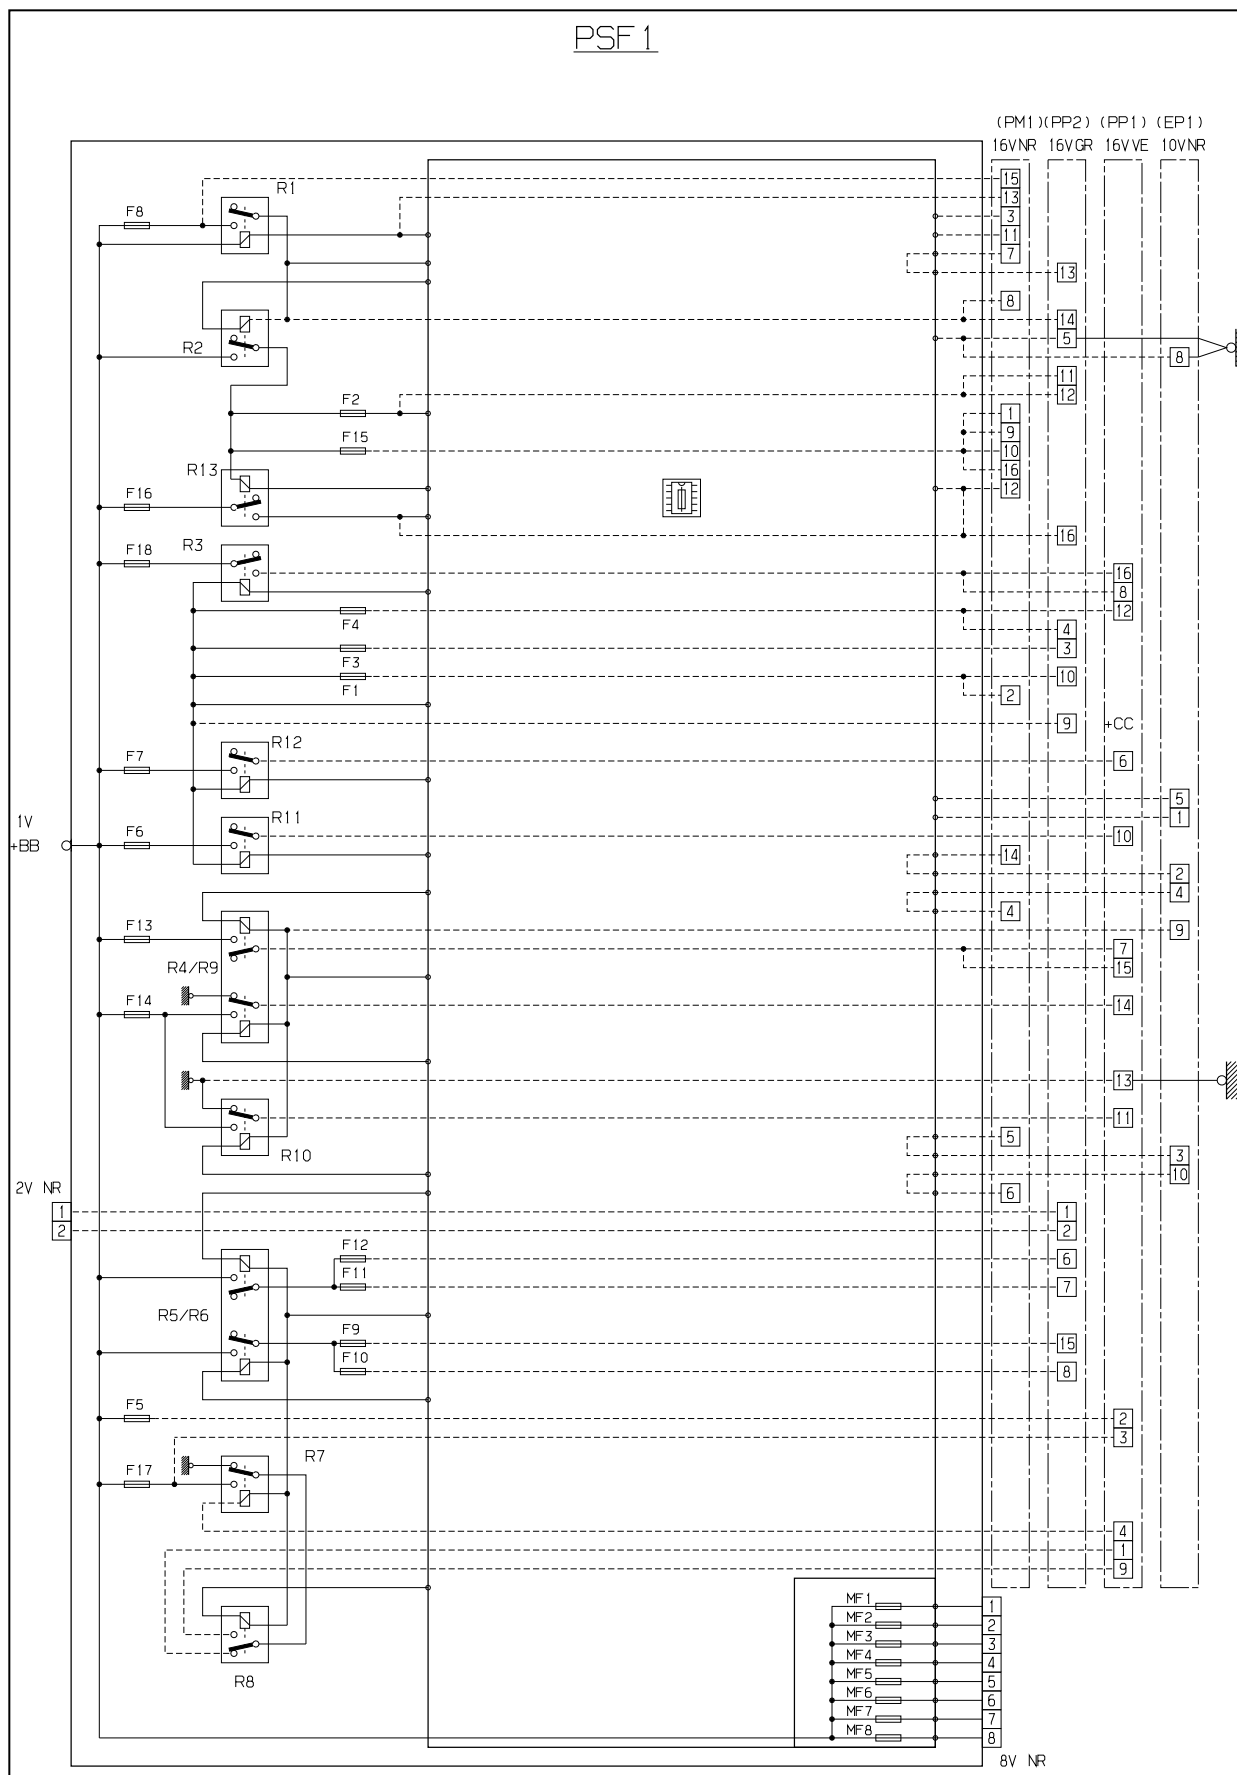 PSF1
(PM1) (PP2) (PP1) (EP1)
16VNR 16VGR 16VVE 10VNR
15
R1
13
F8
3
11
7
13
8
14
R2
5
8
11
F2
12
1
F15
9
10
R13
16
F16
12
16
F18
R3
16
8
12
F4
4
3
F3
10
F1
2
9
+CC
R12
F7
6
5
1V
R11
1
F6
10
+BB
14
2
4
4
F13
9
7
R4/R9
15
F14
14
13
11
R10
5
3
10
2V NR
6
1
1
2
2
F12
6
F11
7
R5/R6
F9
15
F10
8
F5
2
3
R7
F17
4
1
9
MF1
1
MF2
2
MF3
3
MF4
4
R8
MF5
5
MF6
6
MF7
7
MF8
8
8V NR